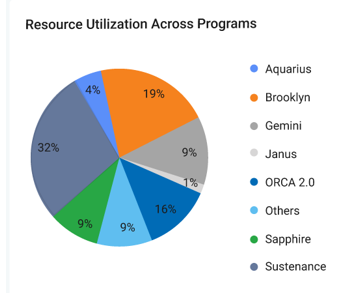 Resource Utilization Across Programs
4%
19%
9%
1%
16%
9%
9%
32%
Aquarius
Brooklyn
Gemini
Janus
ORCA 2.0
Others
Sapphire
Sustenance